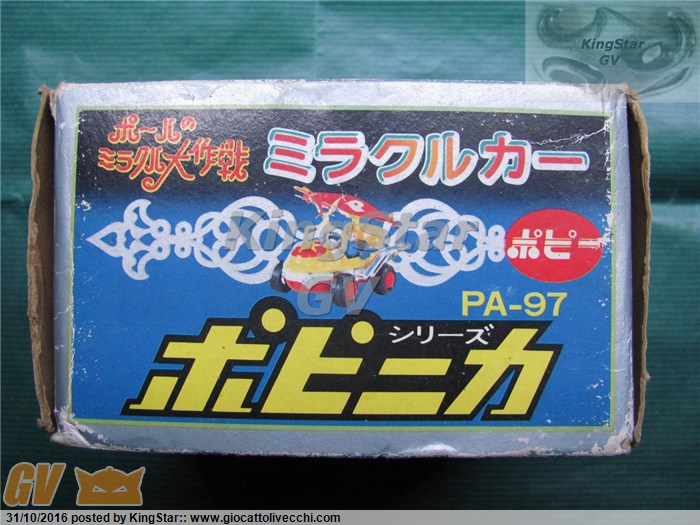 KingStar
GV
ポールの
ミラクル大作戦
ミラクルカー
KingStar
GV
ポピー
PA-97
シリーズ
ポピニカ
GV
31/10/2016 posted by KingStar:: www.giocattolivecchi.com